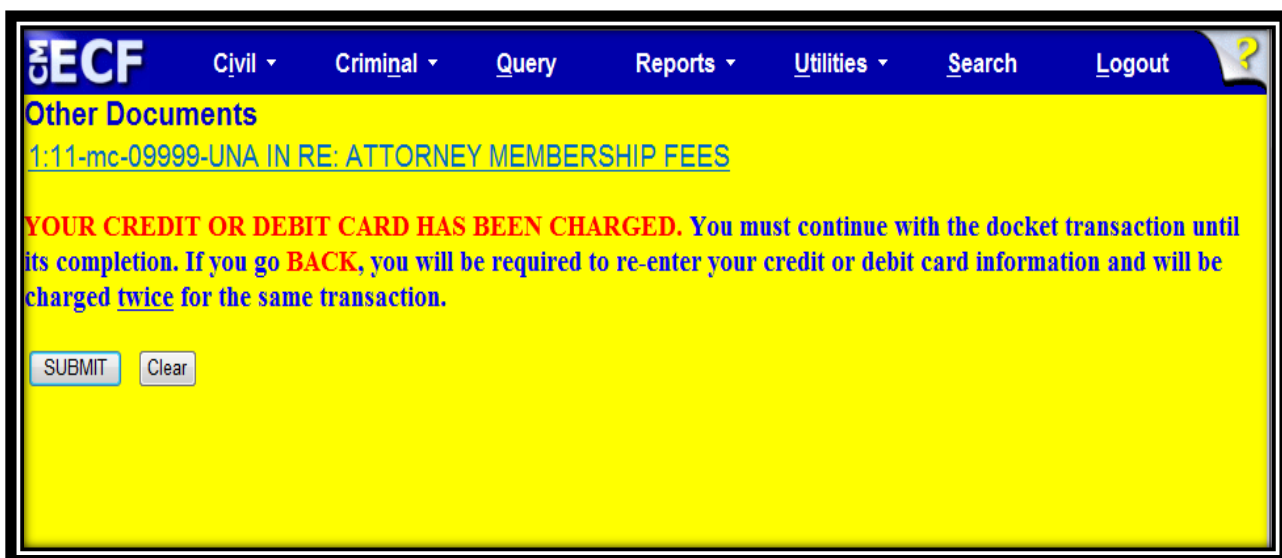 CM ECF Civil Criminal Query Reports Utilities Search Logout ?
Other Documents
1:11-mc-09999-UNA IN RE: ATTORNEY MEMBERSHIP FEES
YOUR CREDIT OR DEBIT CARD HAS BEEN CHARGED. You must continue with the docket transaction until
its completion. If you go BACK, you will be required to re-enter your credit or debit card information and will be
charged twice for the same transaction.
SUBMIT Clear